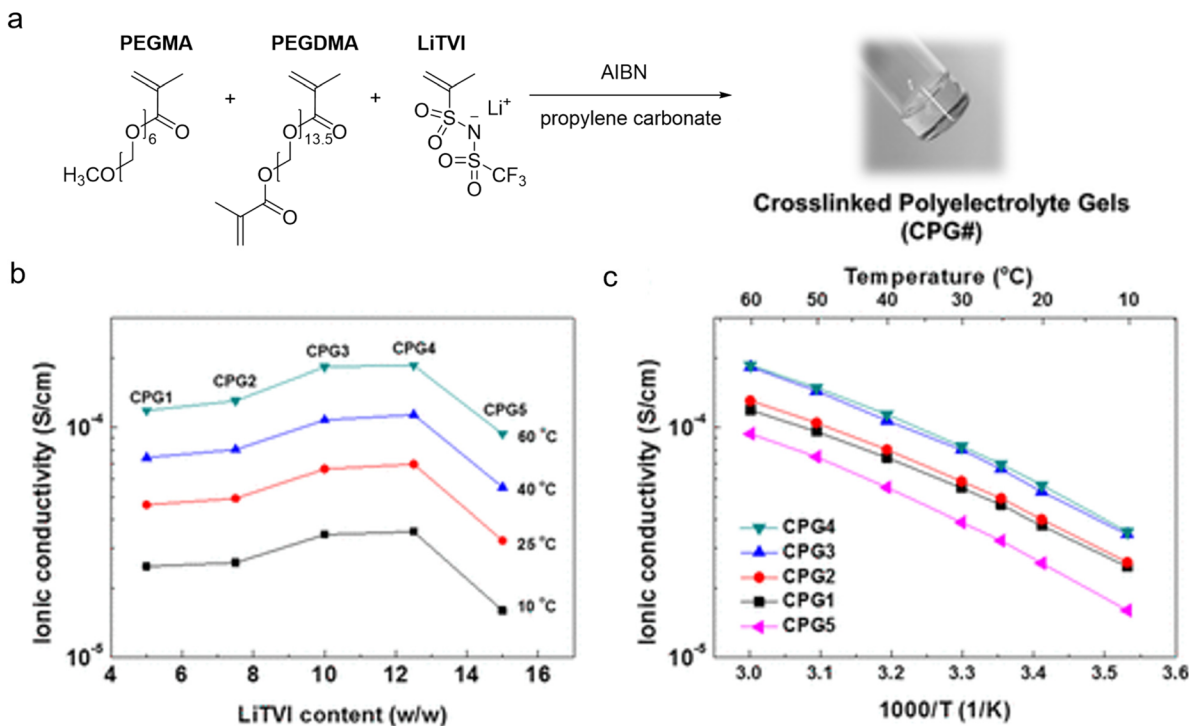 a
PEGMA
PEGDMA
LiTVI
+
+
O
6
O
H₃CO
O
13.5
O
O
O
O
S
O
Li⁺
N
−
O
S
O
CF₃
AIBN
propylene carbonate
Crosslinked Polyelectrolyte Gels
(CPG#)
b
Ionic conductivity (S/cm)
10⁻⁴
10⁻⁵
CPG1
CPG2
CPG3
CPG4
CPG5
60 °C
40 °C
25 °C
10 °C
4 6 8 10 12 14 16
LiTVI content (w/w)
c
Temperature (°C)
60 50 40 30 20 10
Ionic conductivity (S/cm)
10⁻⁴
10⁻⁵
CPG4
CPG3
CPG2
CPG1
CPG5
3.0 3.1 3.2 3.3 3.4 3.5 3.6
1000/T (1/K)